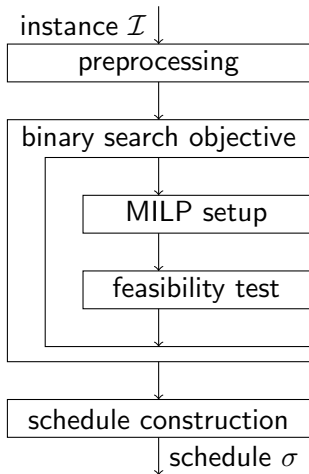 instance ℐ
preprocessing
binary search objective
MILP setup
feasibility test
schedule construction
schedule σ